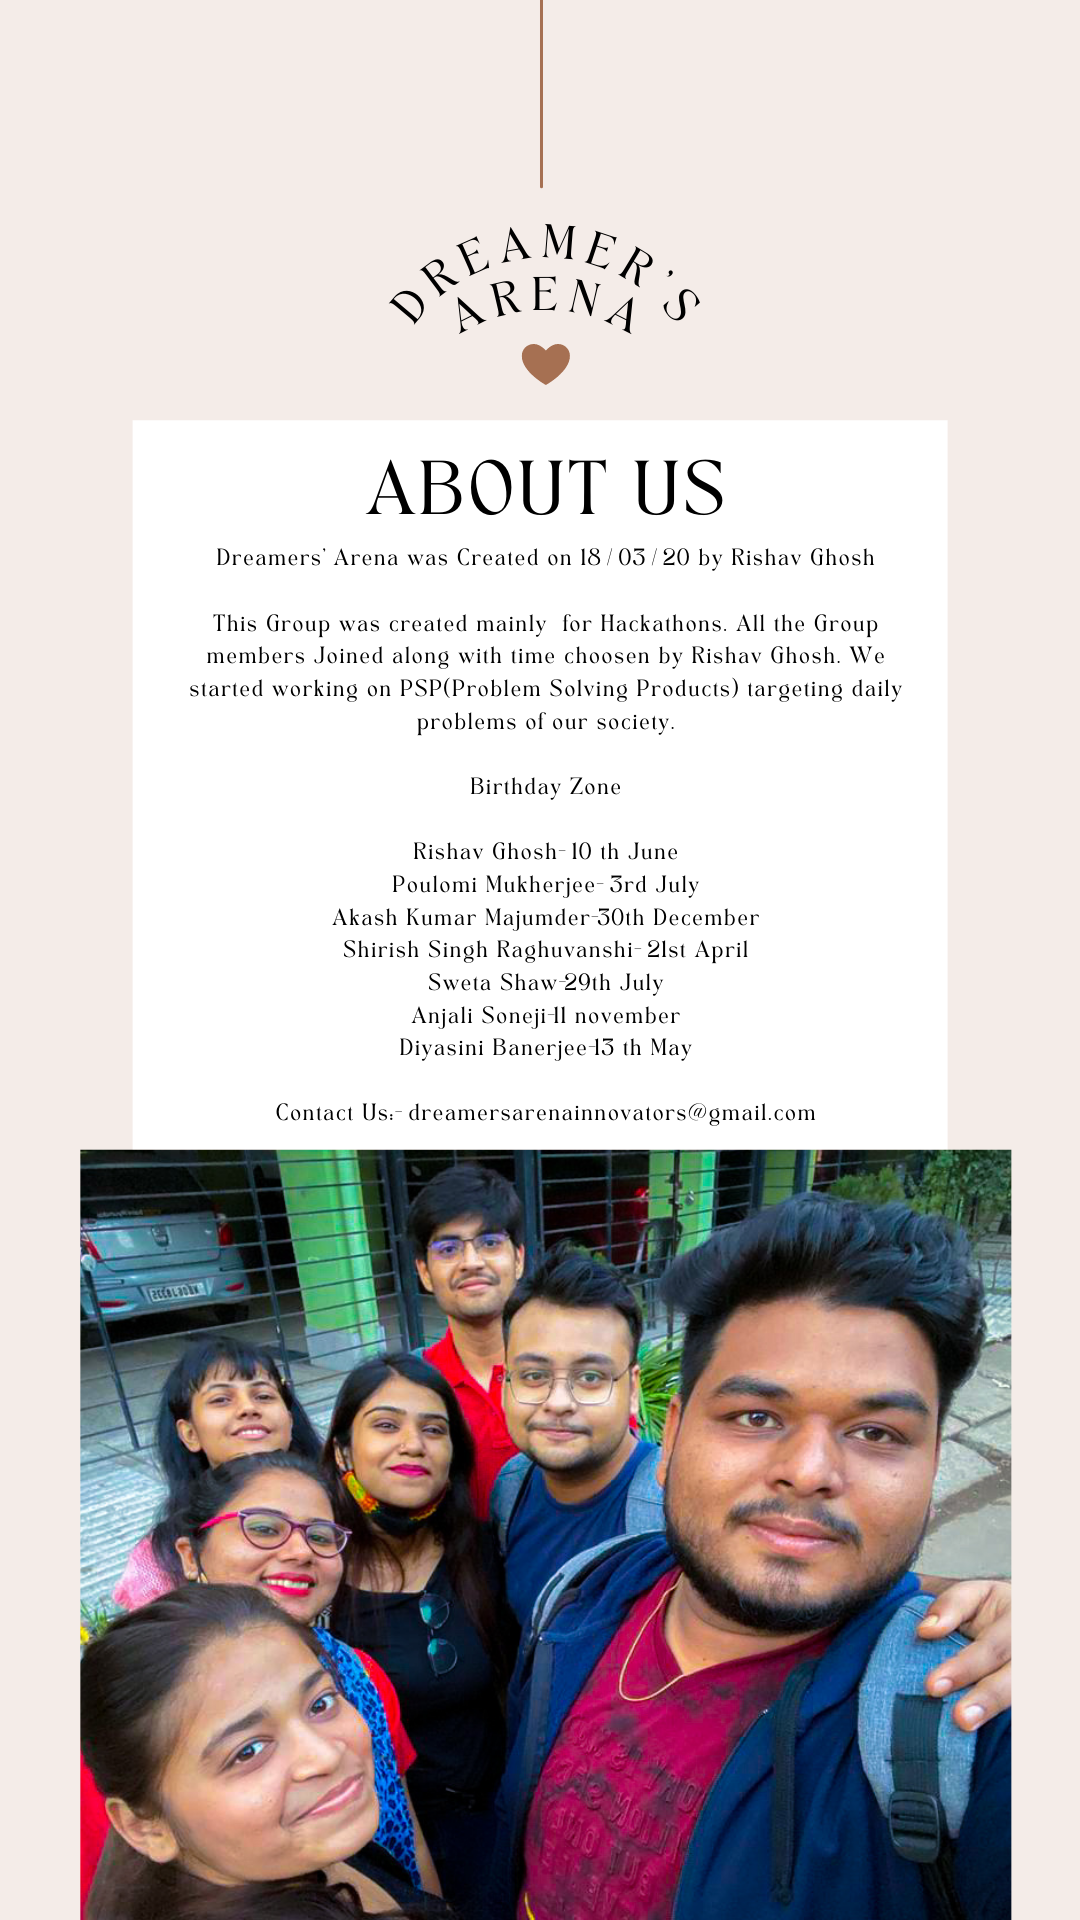 DREAMER'S
ARENA
ABOUT US
Dreamers' Arena was Created on 18/03/20 by Rishav Ghosh
This Group was created mainly for Hackathons. All the Group
members Joined along with time choosen by Rishav Ghosh. We
started working on PSP(Problem Solving Products) targeting daily
problems of our society.
Birthday Zone
Rishav Ghosh- 10 th June
Poulomi Mukherjee- 3rd July
Akash Kumar Majumder-30th December
Shirish Singh Raghuvanshi- 21st April
Sweta Shaw-29th July
Anjali Soneji-11 november
Diyasini Banerjee-13 th May
Contact Us:- dreamersarenainnovators@gmail.com